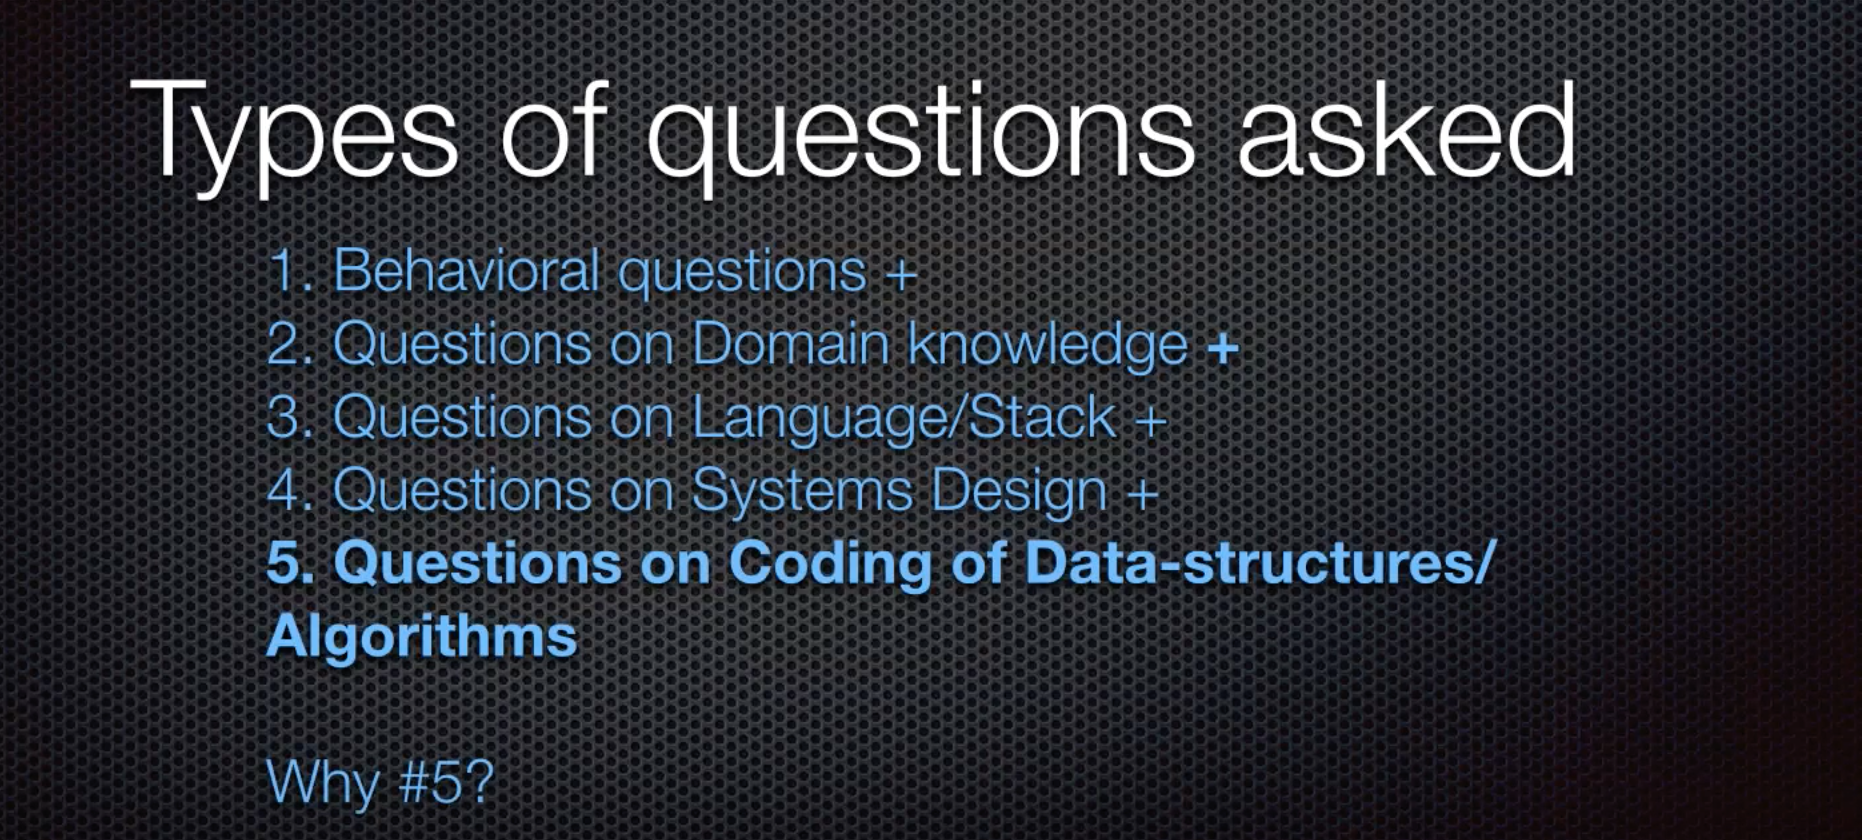 Types of questions asked
1. Behavioral questions +
2. Questions on Domain knowledge +
3. Questions on Language/Stack +
4. Questions on Systems Design +
5. Questions on Coding of Data-structures/
Algorithms
Why #5?